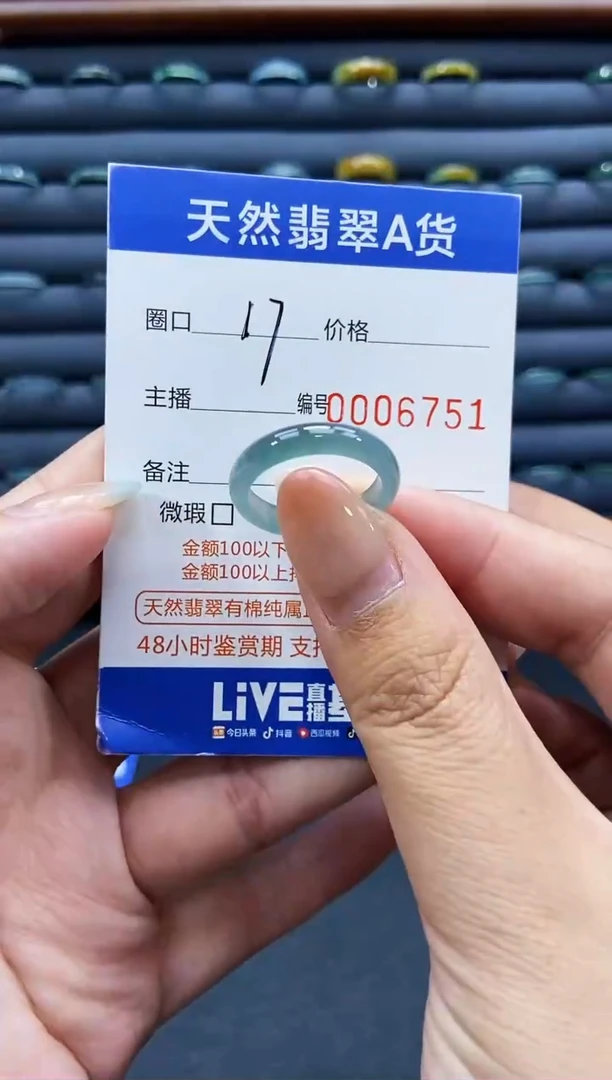 天然翡翠A货
圈口 17 价格
主播 编号0006751
备注
微瑕
金额100以下
金额100以上
天然翡翠有棉纯属
48小时鉴赏期 支
LiVE直播
今日头条 抖音 西瓜视频